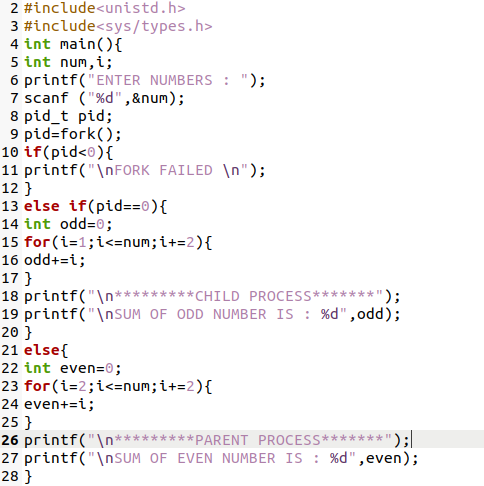 2 #include<unistd.h>
3 #include<sys/types.h>
4 int main(){
5 int num,i;
6 printf("ENTER NUMBERS : ");
7 scanf ("%d",&num);
8 pid_t pid;
9 pid=fork();
10 if(pid<0){
11 printf("\nFORK FAILED \n");
12 }
13 else if(pid==0){
14 int odd=0;
15 for(i=1;i<=num;i+=2){
16 odd+=i;
17 }
18 printf("\n*********CHILD PROCESS*******");
19 printf("\nSUM OF ODD NUMBER IS : %d",odd);
20 }
21 else{
22 int even=0;
23 for(i=2;i<=num;i+=2){
24 even+=i;
25 }
26 printf("\n*********PARENT PROCESS*******");
27 printf("\nSUM OF EVEN NUMBER IS : %d",even);
28 }